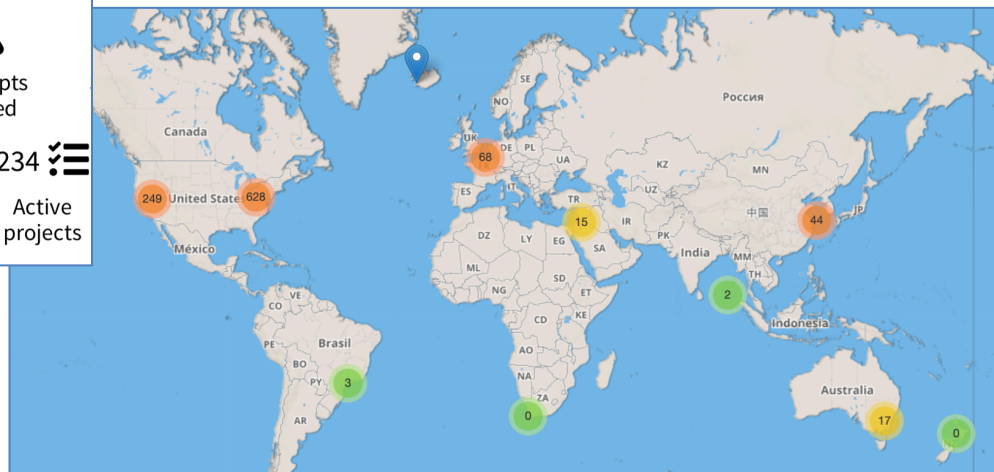 pts
ed
234
Active
projects
Canada
United State
México
249
628
68
15
44
2
3
0
17
0
SE
NO
UK
DE
PL
UA
ES
IT
TR
Россия
KZ
UZ
MN
中国
JP
IR
PK
India
MM
TH
Indonesia
Australia
DZ
LY
EG
SA
ML
NG
SD
ET
CD
KE
AO
NA
ZA
VE
CO
PE
Brasil
BO
PY
AR